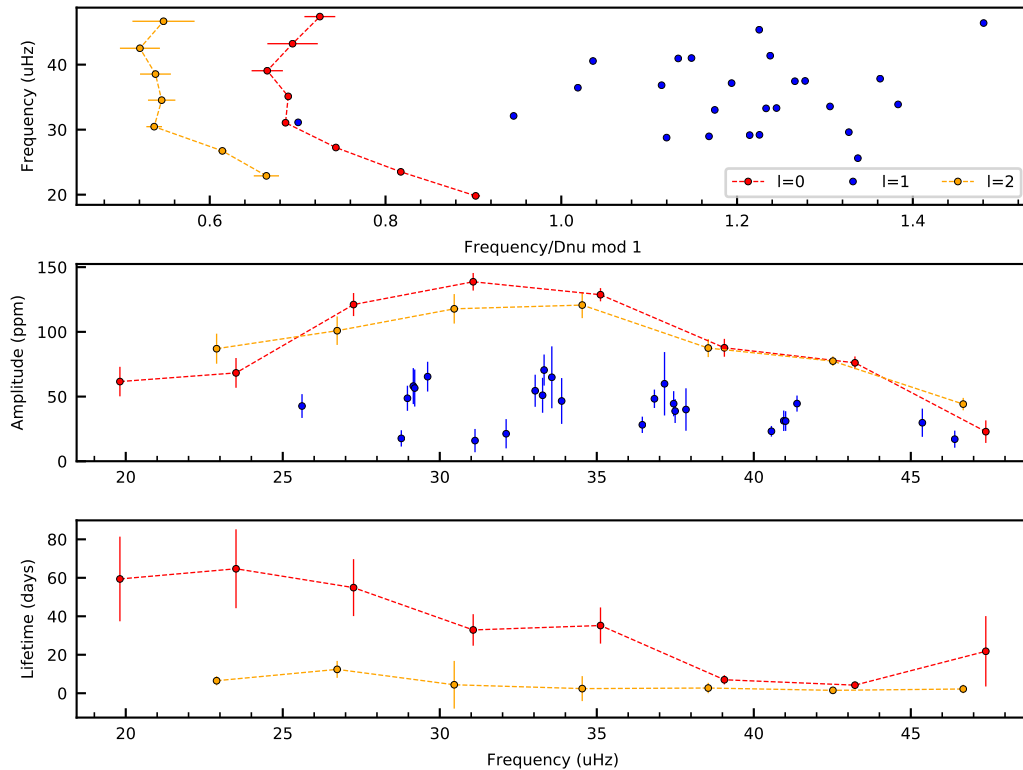 Frequency (uHz)
40
30
20
0.6 0.8 1.0 1.2 1.4
l=0 l=1 l=2
Frequency/Dnu mod 1
Amplitude (ppm)
150
100
50
0
20 25 30 35 40 45
Lifetime (days)
80
60
40
20
0
20 25 30 35 40 45
Frequency (uHz)